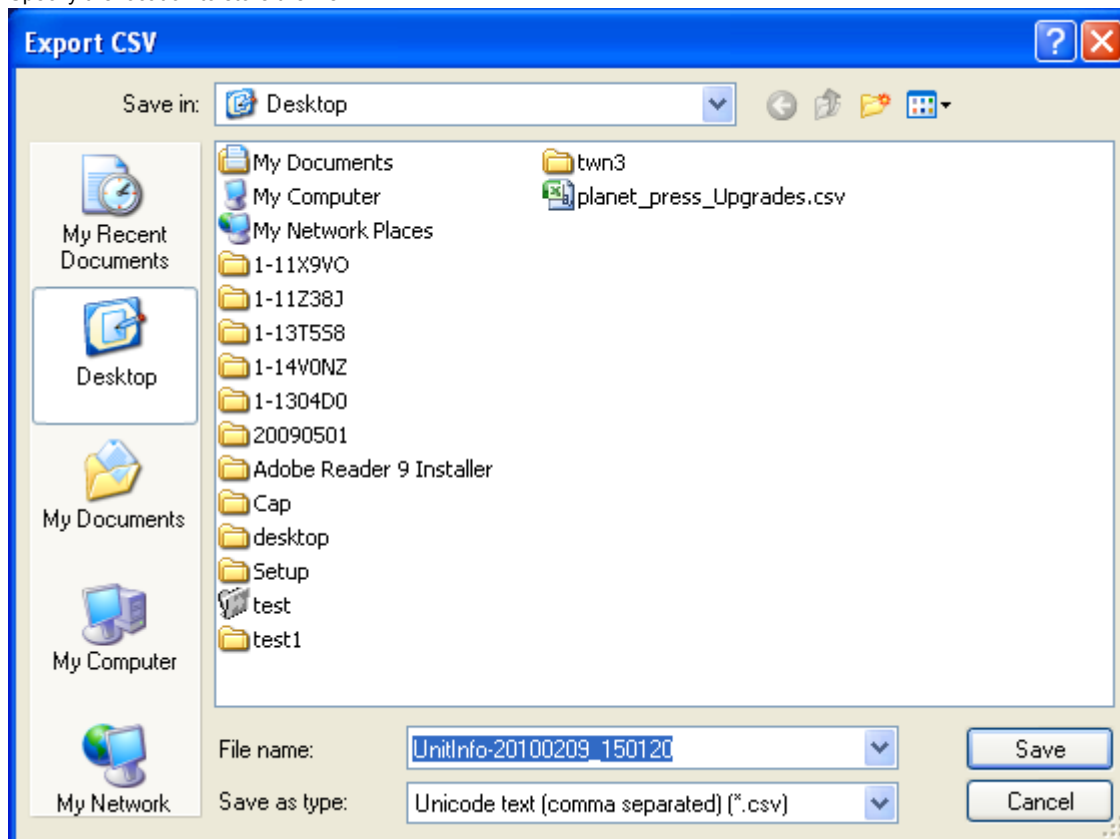 Export CSV
Save in: Desktop
My Recent
Documents
Desktop
My Documents
My Computer
My Network
My Documents
My Computer
My Network Places
1-11X9VO
1-11Z38J
1-13T5S8
1-14V0NZ
1-1304D0
20090501
Adobe Reader 9 Installer
Cap
desktop
Setup
test
test1
twn3
planet_press_Upgrades.csv
File name: UnitInfo-20100209_150120
Save
Save as type: Unicode text (comma separated) (*.csv)
Cancel